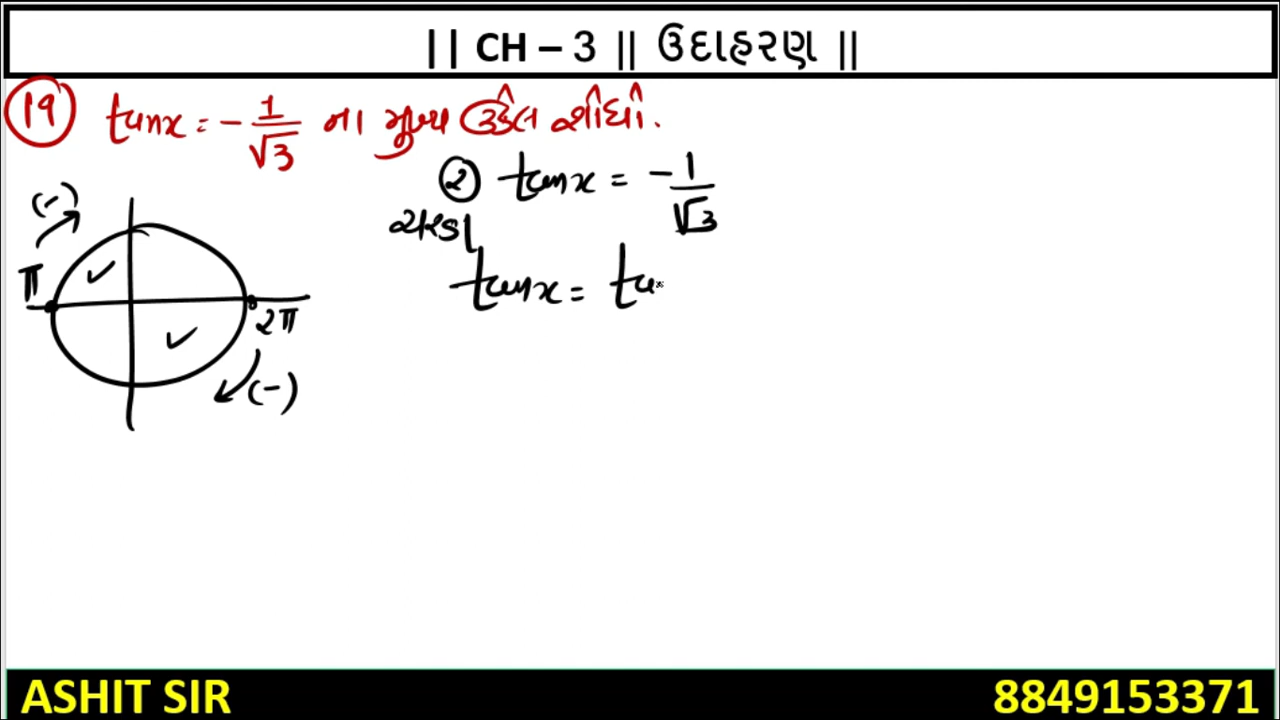 || CH – 3 || ઉદાહરણ ||
19 tanx = - 1/√3 ના મુખ્ય ઉકેલ શોધો.
(-)
π
2π
(-)
② tanx = - 1/√3
tanx = ta
ASHIT SIR
8849153371